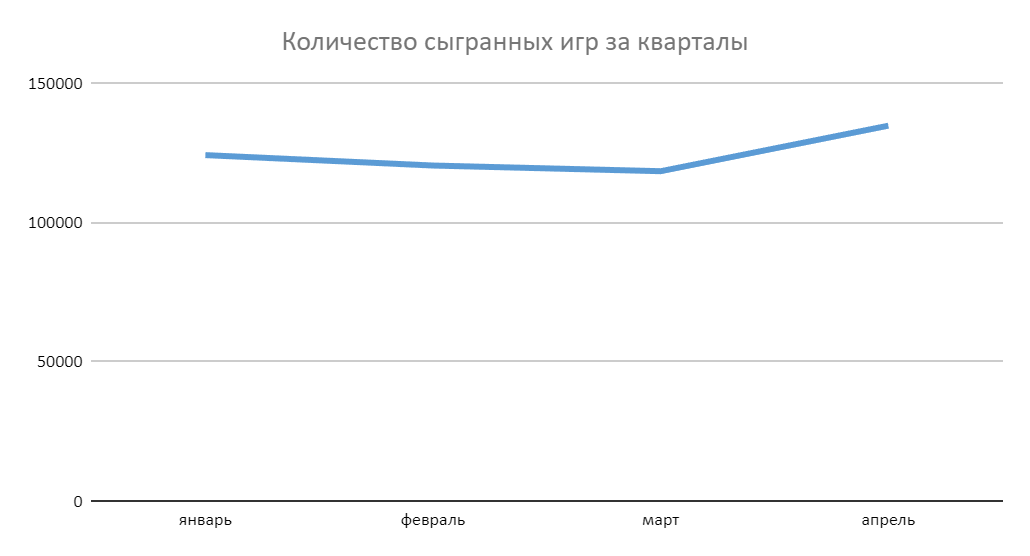 Количество сыгранных игр за кварталы
150000
100000
50000
0
январь февраль март апрель